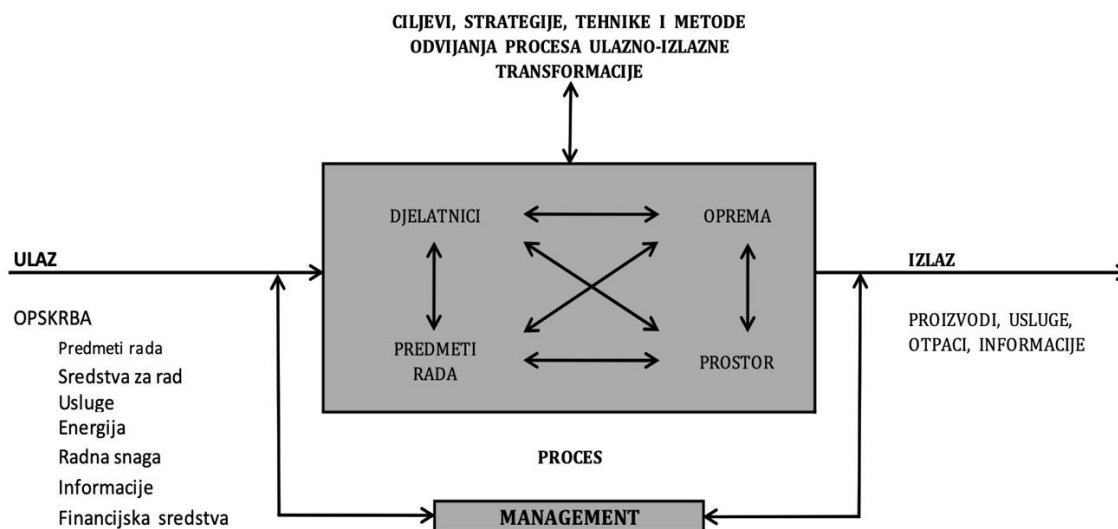 CILJEVI, STRATEGIJE, TEHNIKE I METODE
ODVIJANJA PROCESA ULAZNO-IZLAZNE
TRANSFORMACIJE
DJELATNICI
OPREMA
ULAZ
IZLAZ
OPSKRBA
Predmeti rada
Sredstva za rad
Usluge
Energija
Radna snaga
Informacije
Financijska sredstva
PREDMETI
RADA
PROSTOR
PROIZVODI, USLUGE,
OTPACI, INFORMACIJE
PROCES
MANAGEMENT